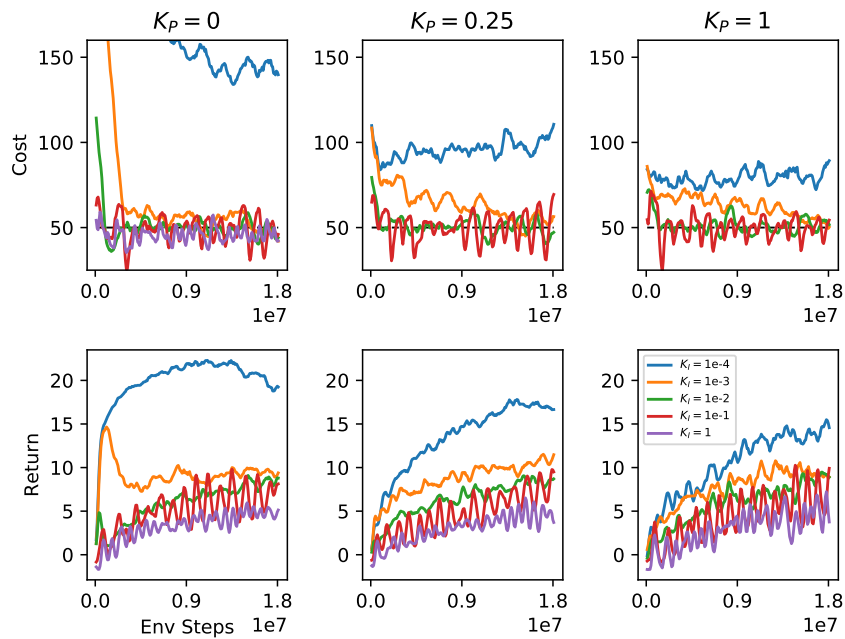 K_P = 0
K_P = 0.25
K_P = 1
150
100
50
Cost
0.0 0.9 1.8
1e7
150
100
50
0.0 0.9 1.8
1e7
150
100
50
0.0 0.9 1.8
1e7
20
15
10
5
0
Return
0.0 0.9 1.8
Env Steps 1e7
20
15
10
5
0
0.0 0.9 1.8
1e7
20
15
10
5
0
K_I = 1e-4
K_I = 1e-3
K_I = 1e-2
K_I = 1e-1
K_I = 1
0.0 0.9 1.8
1e7